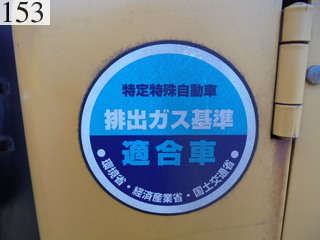 153
特定特殊自動車
排出ガス基準
適合車
・環境省・経済産業省・国土交通省・